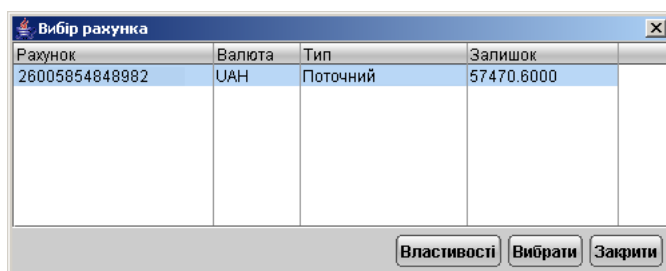 Вибір рахунка
Рахунок Валюта Тип Залишок
26005854848982 UAH Поточний 57470.6000
Властивості Вибрати Закрити